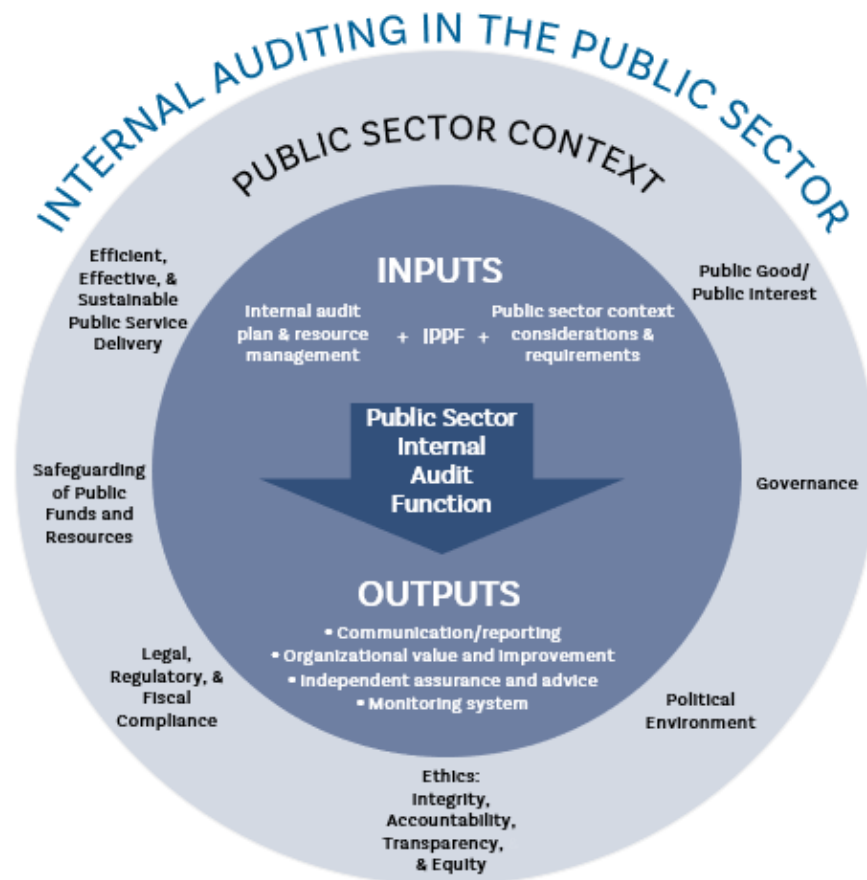 INTERNAL AUDITING IN THE PUBLIC SECTOR
PUBLIC SECTOR CONTEXT
INPUTS
Internal audit
plan & resource
management
+ IPPF +
Public sector context
considerations &
requirements
Public Sector
Internal
Audit
Function
OUTPUTS
• Communication/reporting
• Organizational value and improvement
• Independent assurance and advice
• Monitoring system
Public Good/
Public Interest
Governance
Political
Environment
Ethics:
Integrity,
Accountability,
Transparency,
& Equity
Legal,
Regulatory, &
Fiscal
Compliance
Safeguarding
of Public
Funds and
Resources
Efficient,
Effective, &
Sustainable
Public Service
Delivery